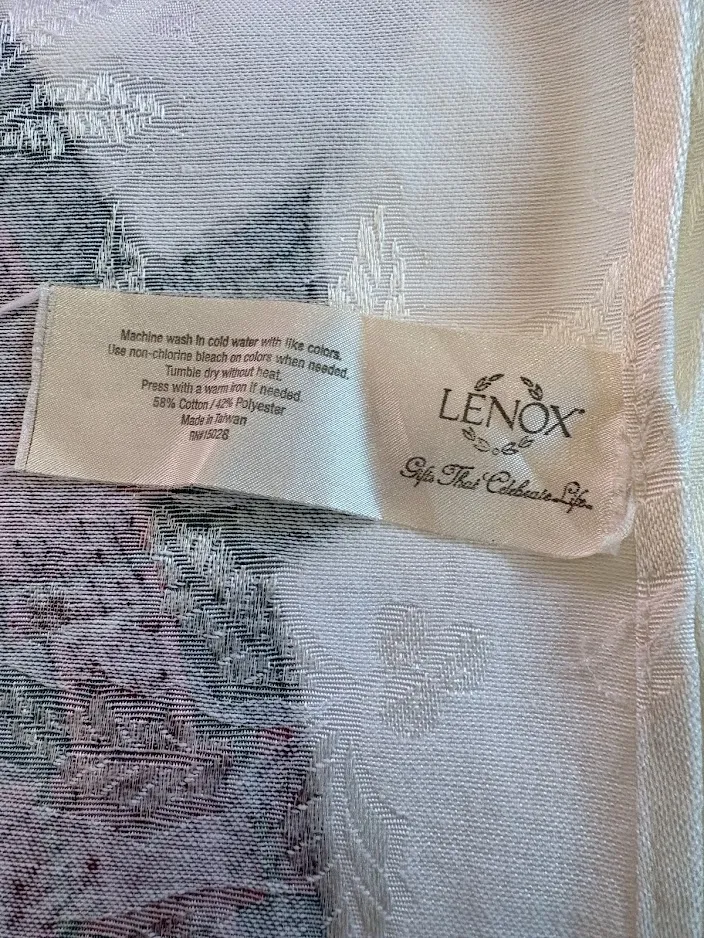 Machine wash in cold water with like colors.
Use non-chlorine bleach on colors when needed.
Tumble dry without heat.
Press with a warm iron if needed.
58% Cotton / 42% Polyester
Made in Taiwan
RN#15028
LENOX
Gifts That Celebrate Life